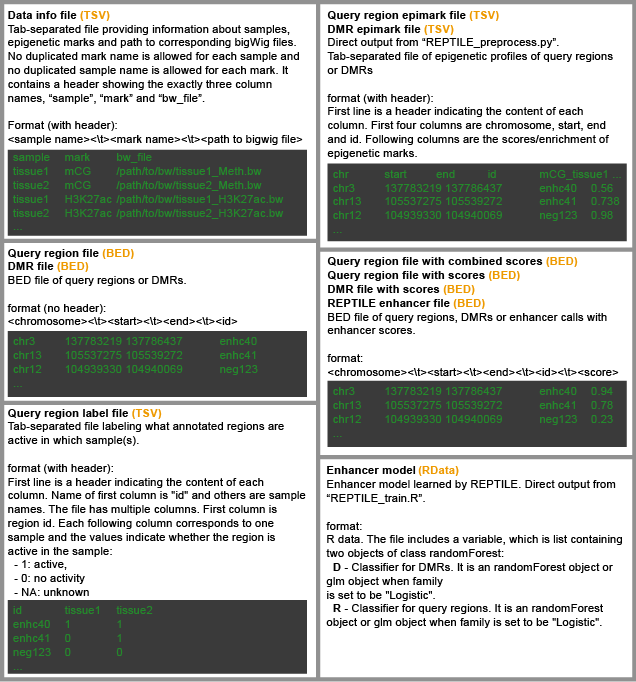 Data info file (TSV)
Tab-separated file providing information about samples,
epigenetic marks and path to corresponding bigWig files.
No duplicated mark name is allowed for each sample and
no duplicated sample name is allowed for each mark. It
contains a header showing the exactly three column
names, “sample”, “mark” and “bw_file”.
Format (with header):
<sample name><\t><mark name><\t><path to bigwig file>
sample mark bw_file
tissue1 mCG /path/to/bw/tissue1_Meth.bw
tissue2 mCG /path/to/bw/tissue2_Meth.bw
tissue1 H3K27ac /path/to/bw/tissue1_H3K27ac.bw
tissue2 H3K27ac /path/to/bw/tissue2_H3K27ac.bw
...
Query region file (BED)
DMR file (BED)
BED file of query regions or DMRs.
format (no header):
<chromosome><\t><start><\t><end><\t><id>
chr3 137783219 137786437 enhc40
chr13 105537275 105539272 enhc41
chr12 104939330 104940069 neg123
...
Query region label file (TSV)
Tab-separated file labeling what annotated regions are
active in which sample(s).
format (with header):
First line is a header indicating the content of each
column. Name of first column is "id" and others are sample
names. The file has multiple columns. First column is
region id. Each following column corresponds to one
sample and the values indicate whether the region is
active in the sample:
- 1: active,
- 0: no activity
- NA: unknown
id tissue1 tissue2
enhc40 1 1
enhc41 0 1
neg123 0 0
...
Query region epimark file (TSV)
DMR epimark file (TSV)
Direct output from “REPTILE_preprocess.py”.
Tab-separated file of epigenetic profiles of query regions
or DMRs
format (with header):
First line is a header indicating the content of each
column. First four columns are chromosome, start, end
and id. Following columns are the scores/enrichment of
epigenetic marks.
chr start end id mCG_tissue1 ...
chr3 137783219 137786437 enhc40 0.56
chr13 105537275 105539272 enhc41 0.738
chr12 104939330 104940069 neg123 0.98
...
Query region file with combined scores (BED)
Query region file with scores (BED)
DMR file with scores (BED)
REPTILE enhancer file (BED)
BED file of query regions, DMRs or enhancer calls with
enhancer scores.
format:
<chromosome><\t><start><\t><end><\t><id><\t><score>
chr3 137783219 137786437 enhc40 0.94
chr13 105537275 105539272 enhc41 0.78
chr12 104939330 104940069 neg123 0.23
...
Enhancer model (RData)
Enhancer model learned by REPTILE. Direct output from
“REPTILE_train.R”.
format:
R data. The file includes a variable, which is list containing
two objects of class randomForest:
D - Classifier for DMRs. It is an randomForest object or
glm object when family
is set to be "Logistic".
R - Classifier for query regions. It is an randomForest
object or glm object when family is set to be "Logistic".